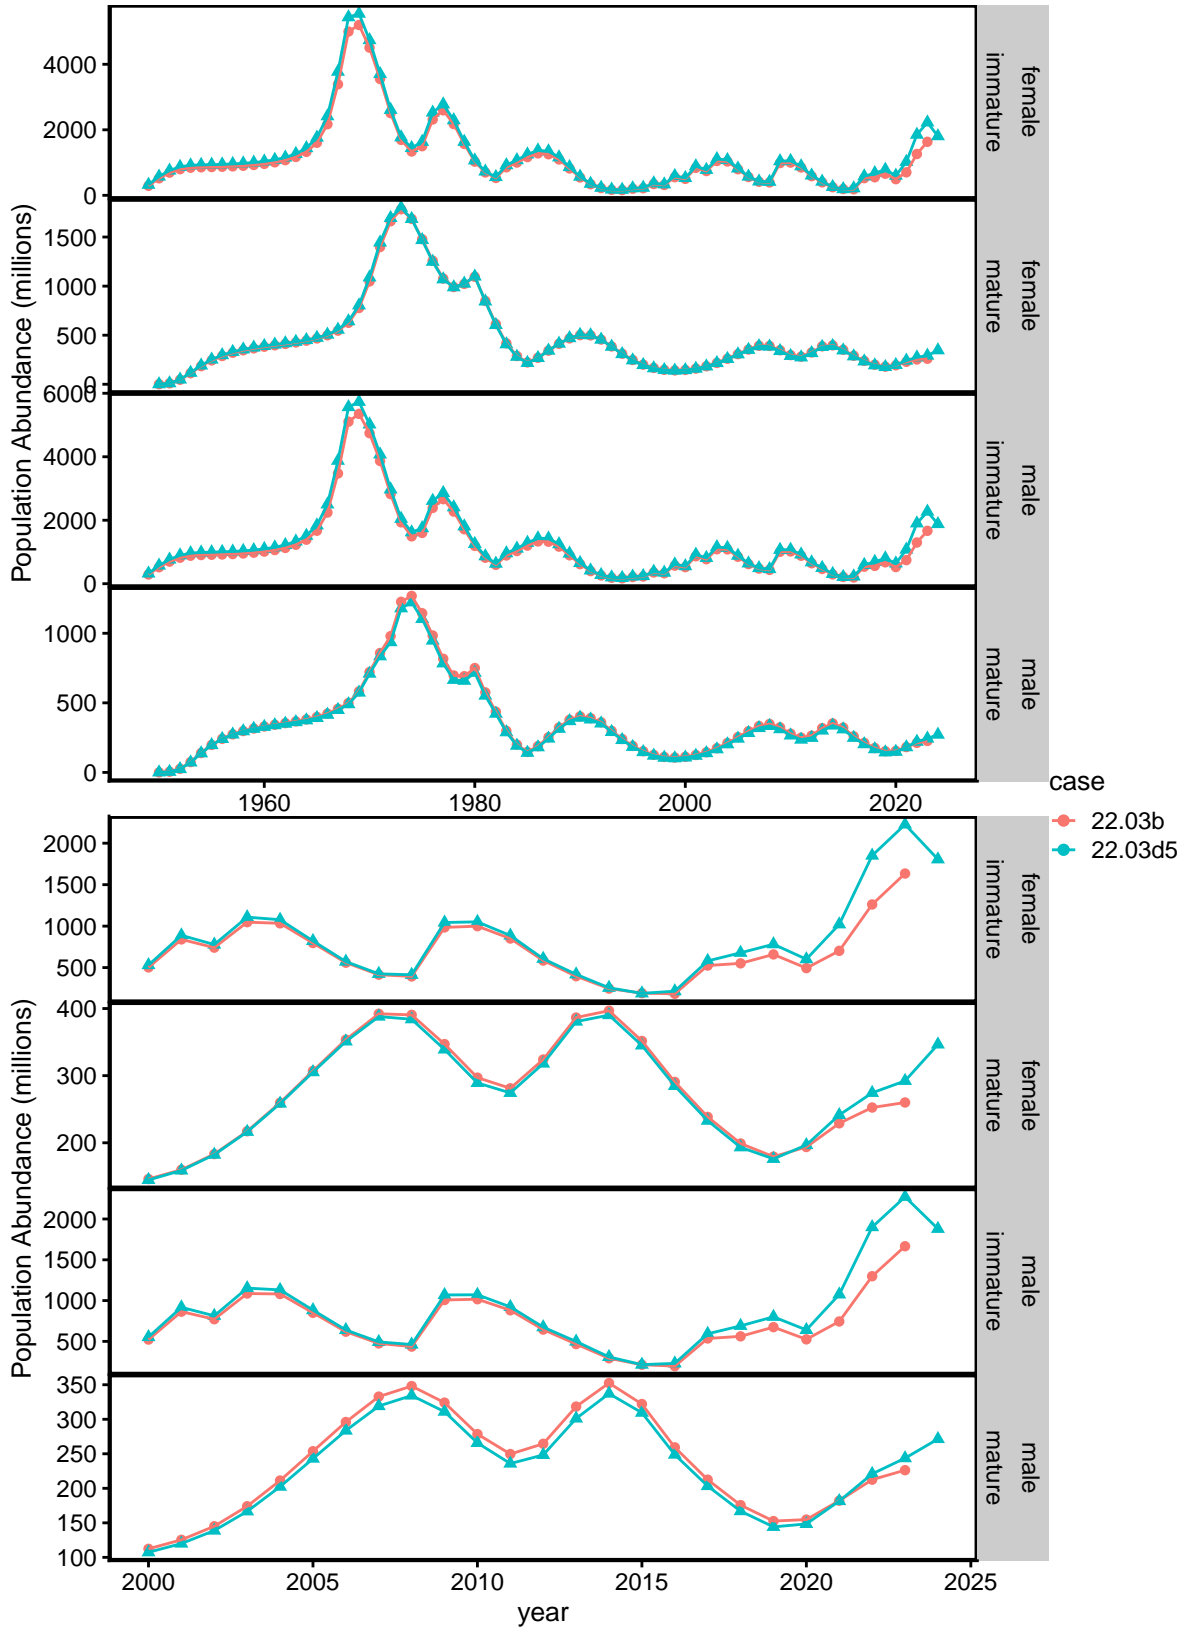 Population Abundance (millions)
4000
2000
0
female
immature
1500
1000
500
0
female
mature
6000
4000
2000
0
male
immature
1000
500
0
male
mature
1960
1980
2000
2020
case
22.03b
22.03d5
Population Abundance (millions)
2000
1500
1000
500
female
immature
400
300
200
female
mature
2000
1500
1000
500
male
immature
350
300
250
200
150
100
male
mature
2000
2005
2010
2015
2020
2025
year